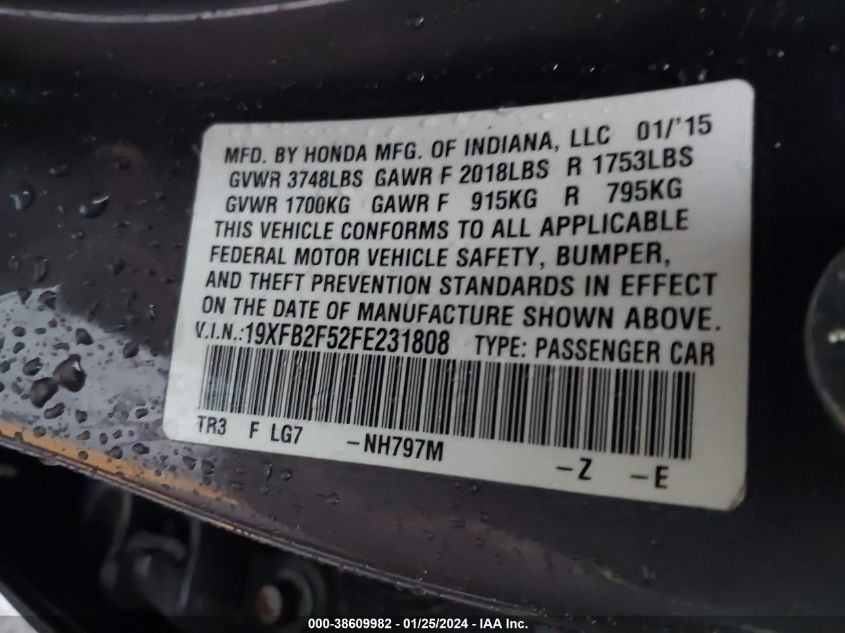 MFD. BY HONDA MFG. OF INDIANA, LLC 01/'15
GVWR 3748LBS GAWR F 2018LBS R 1753LBS
GVWR 1700KG GAWR F 915KG R 795KG
THIS VEHICLE CONFORMS TO ALL APPLICABLE
FEDERAL MOTOR VEHICLE SAFETY, BUMPER,
AND THEFT PREVENTION STANDARDS IN EFFECT
ON THE DATE OF MANUFACTURE SHOWN ABOVE.
V.I.N.:19XFB2F52FE231808 TYPE: PASSENGER CAR
TR3 F LG7 -NH797M -Z -E
000-38609982 - 01/25/2024 - IAA Inc.